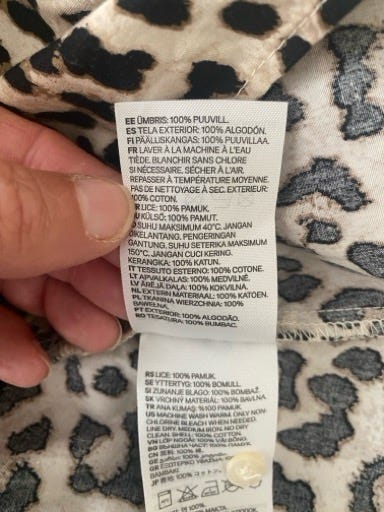 EE ÜMBRIS: 100% PUUVILL.
ES TELA EXTERIOR: 100% ALGODÓN.
FI PÄÄLLISKANGAS: 100% PUUVILLAA.
FR LAVER À LA MACHINE À L'EAU
TIÈDE. BLANCHIR SANS CHLORE
SI NÉCESSAIRE. SÉCHER À L'AIR.
REPASSER À TEMPÉRATURE MOYENNE.
PAS DE NETTOYAGE À SEC. EXTERIEUR:
100% COTON.
LICE: 100% PAMUK.
KÜLSŐ: 100% PAMUT.
SUHU MAKSIMUM 40°C. JANGAN
DIKELANTANG. PENGERINGAN
GANTUNG. SUHU SETERIKA MAKSIMUM
150°C. JANGAN CUCI KERING.
KERANGKA: 100% KATUN.
IT TESSUTO ESTERNO: 100% COTONE.
LT APVALKALAS: 100% MEDVILNĖ.
LV ĀRĒJĀ DAĻA: 100% KOKVILNA.
NL EXTERN MATERIAAL: 100% KATOEN.
PL TKANINA WIERZCHNIA: 100%
BAWEŁNA.
PT EXTERIOR: 100% ALGODÃO.
RO TESATURA: 100% BUMBAC.
RS LICE: 100% PAMUK.
SE YTTERTYG: 100% BOMULL.
SI ZUNANJE BLAGO: 100% BOMBAŽ.
SK VRCHNÝ MATERIÁL: 100% BAVLNA.
TR ANA KUMAŞ: %100 PAMUK.
US MACHINE WASH WARM. ONLY NON-
CHLORINE BLEACH WHEN NEEDED.
LINE DRY. MEDIUM IRON. NO DRY
CLEAN. SHELL: 100% COTTON.